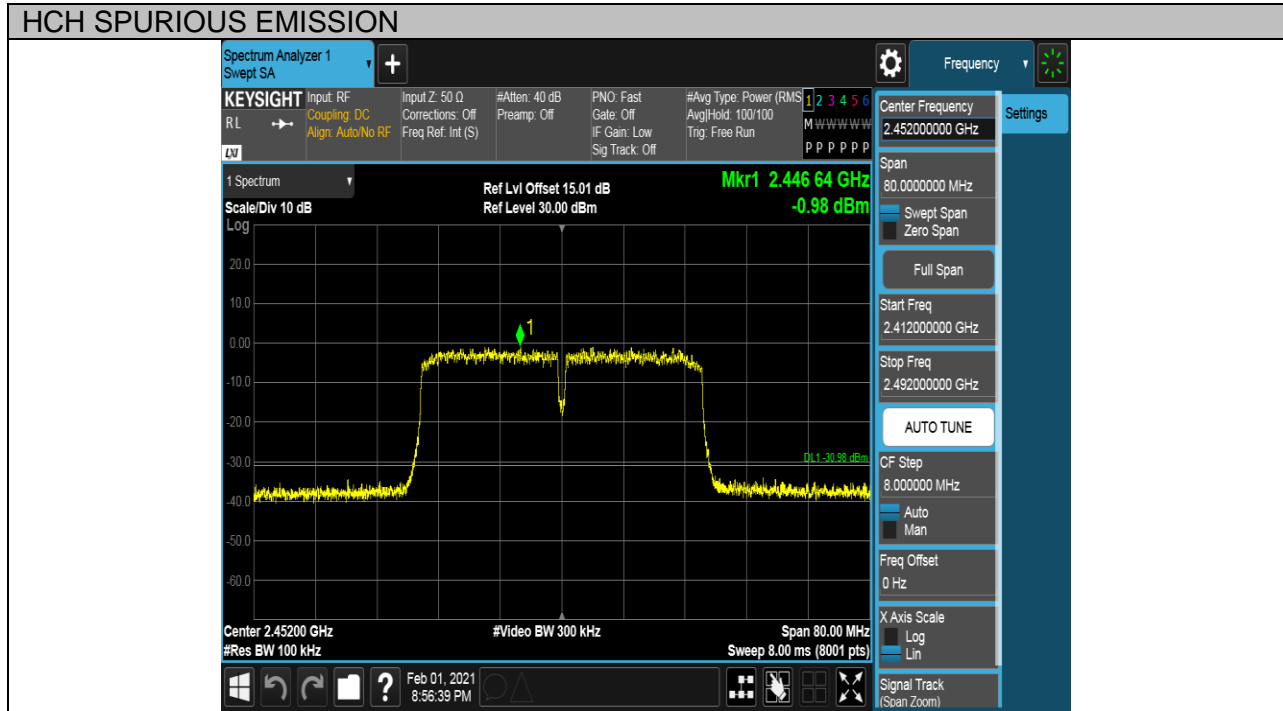 HCH SPURIOUS EMISSION
Spectrum Analyzer 1
Swept SA
+
Frequency
KEYSIGHT
RL
LXI
Input: RF
Coupling: DC
Align: Auto/No RF
Input Z: 50 Ω
Corrections: Off
Freq Ref: Int (S)
#Atten: 40 dB
Preamp: Off
PNO: Fast
Gate: Off
IF Gain: Low
Sig Track: Off
#Avg Type: Power (RMS
Avg|Hold: 100/100
Trig: Free Run
1 2 3 4 5 6
M W W W W W
P P P P P P
1 Spectrum
Scale/Div 10 dB
Ref Lvl Offset 15.01 dB
Ref Level 30.00 dBm
Mkr1 2.446 64 GHz
-0.98 dBm
Log
20.0
10.0
0.00
-10.0
-20.0
-30.0
-40.0
-50.0
-60.0
1
DL1 -30.98 dBm
Center 2.45200 GHz
#Res BW 100 kHz
#Video BW 300 kHz
Span 80.00 MHz
Sweep 8.00 ms (8001 pts)
?
Feb 01, 2021
8:56:39 PM
Center Frequency
2.452000000 GHz
Settings
Span
80.0000000 MHz
Swept Span
Zero Span
Full Span
Start Freq
2.412000000 GHz
Stop Freq
2.492000000 GHz
AUTO TUNE
CF Step
8.000000 MHz
Auto
Man
Freq Offset
0 Hz
X Axis Scale
Log
Lin
Signal Track
(Span Zoom)